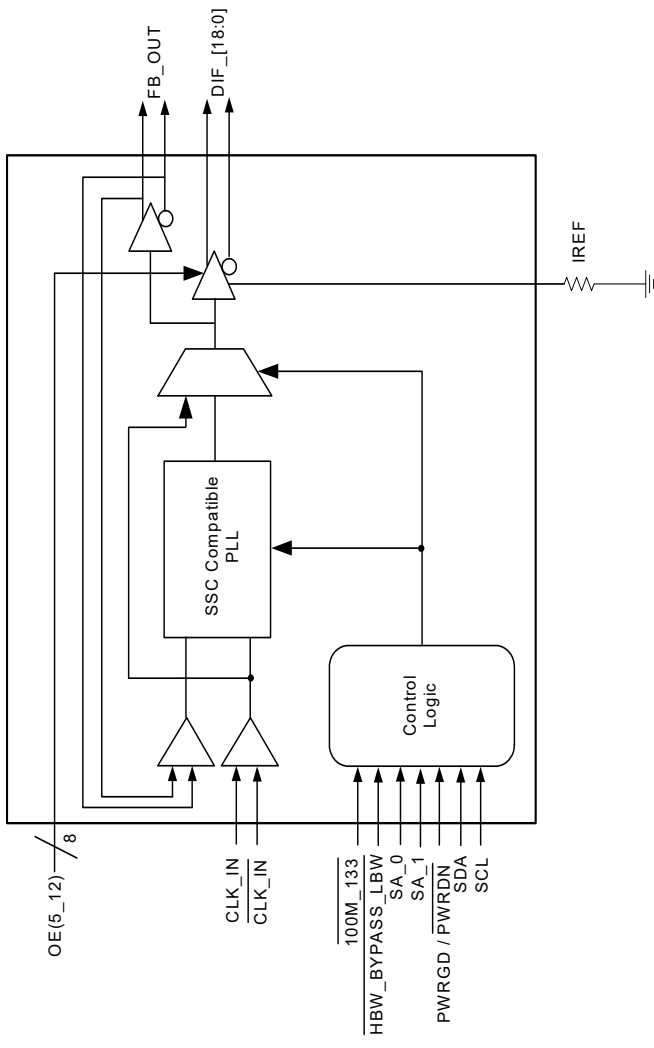 OE(5_12)
8
FB_OUT
DIF_[18:0]
CLK_IN
CLK_IN
SSC Compatible
PLL
IREF
100M_133
HBW_BYPASS_LBW
SA_0
SA_1
PWRGD / PWRDN
SDA
SCL
Control
Logic